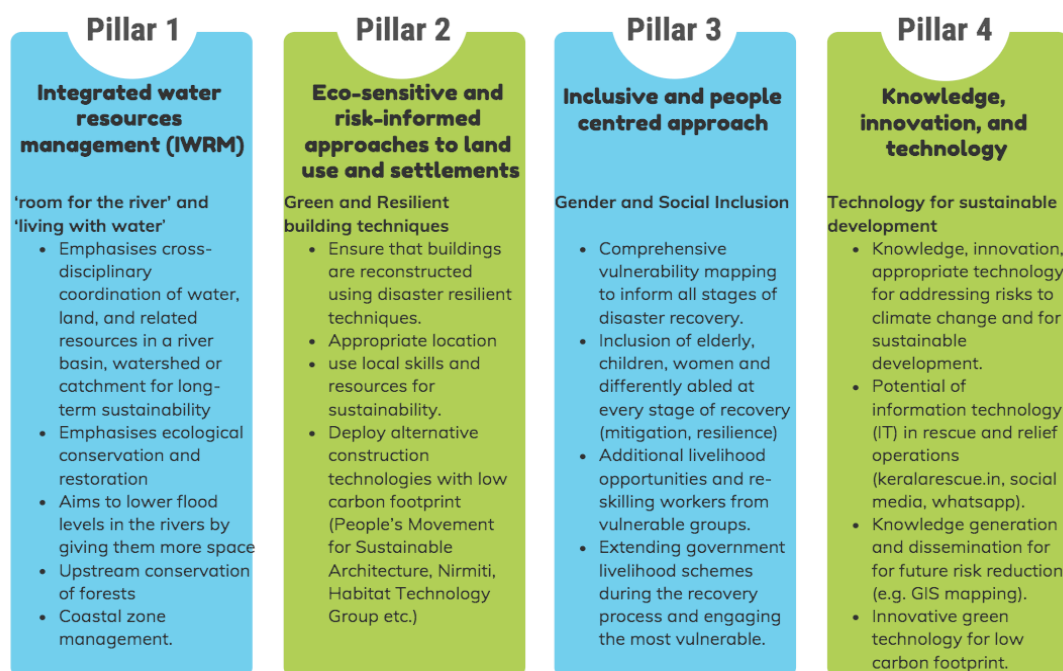 Pillar 1
Integrated water
resources
management (IWRM)
'room for the river' and
'living with water'
• Emphasises cross-
disciplinary
coordination of water,
land, and related
resources in a river
basin, watershed or
catchment for long-
term sustainability
• Emphasises ecological
conservation and
restoration
• Aims to lower flood
levels in the rivers by
giving them more space
• Upstream conservation
of forests
• Coastal zone
management.
Pillar 2
Eco-sensitive and
risk-informed
approaches to land
use and settlements
Green and Resilient
building techniques
• Ensure that buildings
are reconstructed
using disaster resilient
techniques.
• Appropriate location
• use local skills and
resources for
sustainability.
• Deploy alternative
construction
technologies with low
carbon footprint
(People's Movement
for Sustainable
Architecture, Nirmiti,
Habitat Technology
Group etc.)
Pillar 3
Inclusive and people
centred approach
Gender and Social Inclusion
• Comprehensive
vulnerability mapping
to inform all stages of
disaster recovery.
• Inclusion of elderly,
children, women and
differently abled at
every stage of recovery
(mitigation, resilience)
• Additional livelihood
opportunities and re-
skilling workers from
vulnerable groups.
• Extending government
livelihood schemes
during the recovery
process and engaging
the most vulnerable.
Pillar 4
Knowledge,
innovation, and
technology
Technology for sustainable
development
• Knowledge, innovation,
appropriate technology
for addressing risks to
climate change and for
sustainable
development.
• Potential of
information technology
(IT) in rescue and relief
operations
(keralarescue.in, social
media, whatsapp).
• Knowledge generation
and dissemination for
for future risk reduction
(e.g. GIS mapping).
• Innovative green
technology for low
carbon footprint.